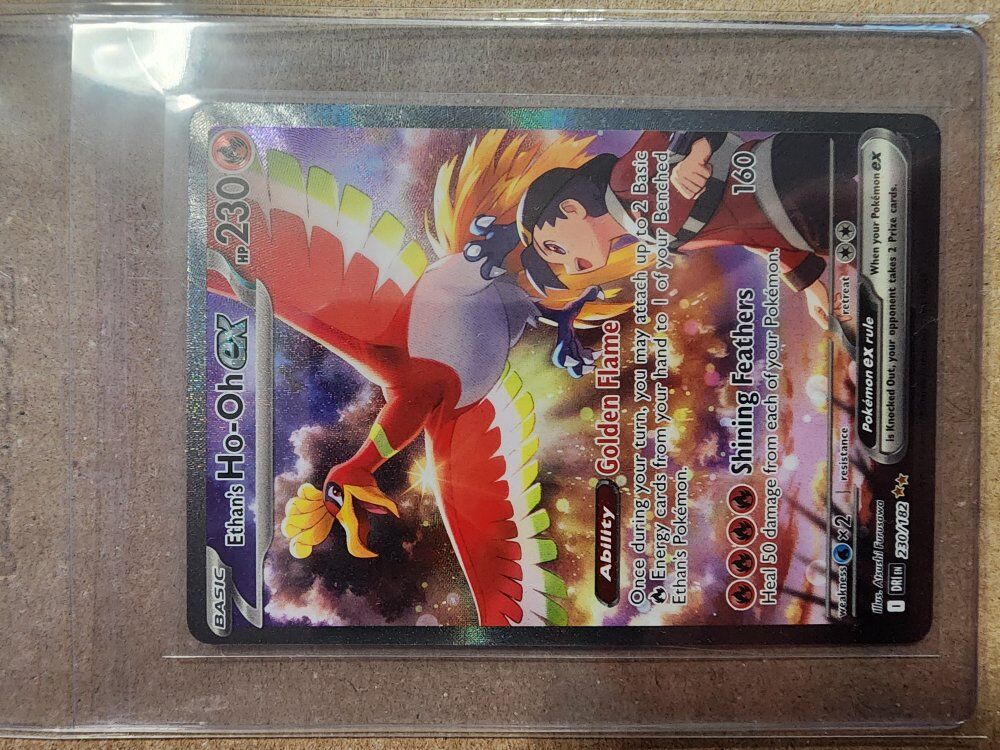 BASIC
Ethan's Ho-Oh ex HP 230
Ability Golden Flame
Once during your turn, you may attach up to 2 Basic
Energy cards from your hand to 1 of your Benched
Ethan's Pokémon.
Shining Feathers 160
Heal 50 damage from each of your Pokémon.
weakness ×2 resistance retreat
Illus. Atsushi Furusawa
I DRI EN 230/182
Pokémon ex rule When your Pokémon ex
is Knocked Out, your opponent takes 2 Prize cards.